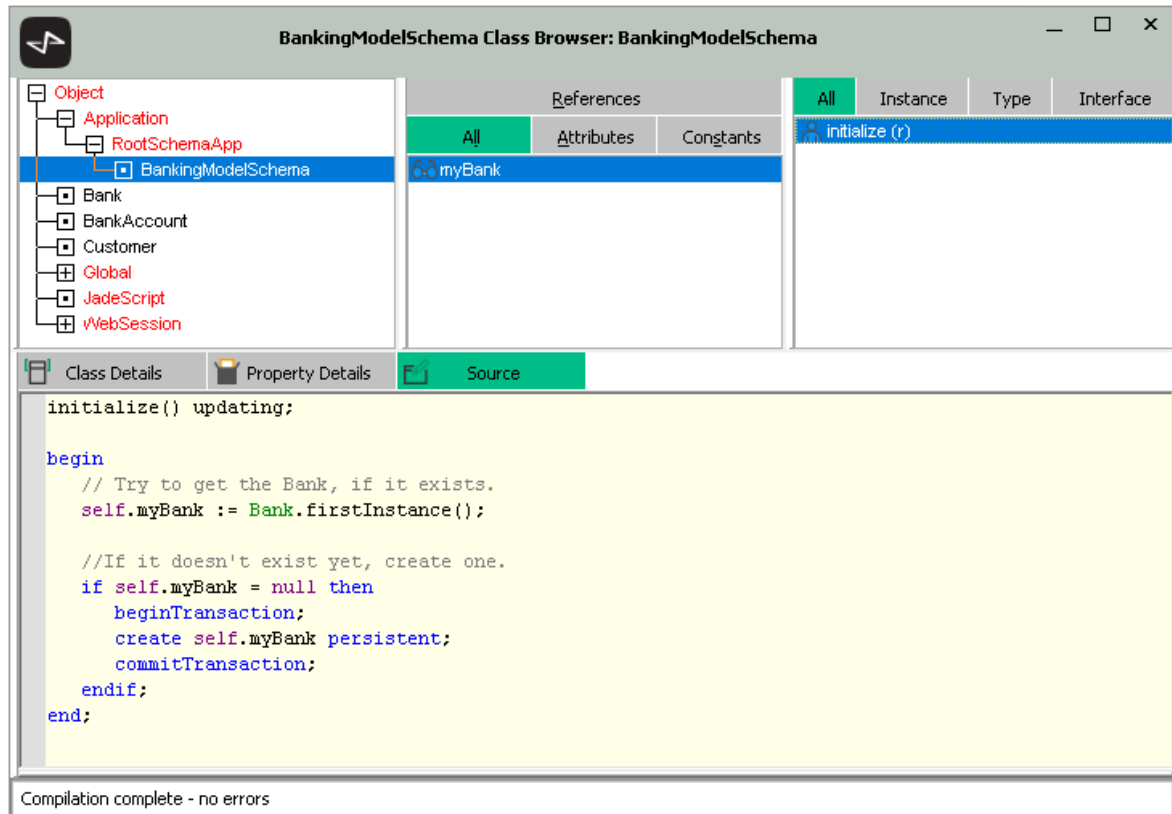 BankingModelSchema Class Browser: BankingModelSchema
Object
Application
RootSchemaApp
BankingModelSchema
Bank
BankAccount
Customer
Global
JadeScript
WebSession
References
All Attributes Constants
myBank
All Instance Type Interface
initialize (r)
Class Details Property Details Source
initialize() updating;
begin
// Try to get the Bank, if it exists.
self.myBank := Bank.firstInstance();
//If it doesn't exist yet, create one.
if self.myBank = null then
beginTransaction;
create self.myBank persistent;
commitTransaction;
endif;
end;
Compilation complete - no errors